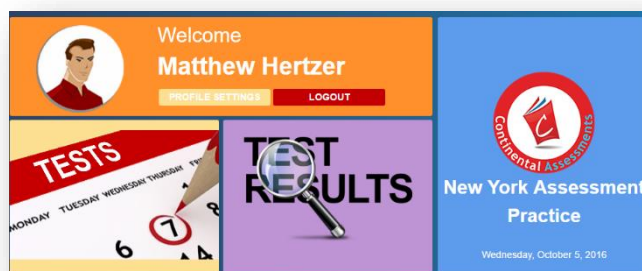 Welcome
Matthew Hertzer
PROFILE SETTINGS
LOGOUT
TESTS
MONDAY TUESDAY WEDNESDAY THURSDAY
6 7 8
14
TEST
RESULTS
Continental Assessments
C
New York Assessment
Practice
Wednesday, October 5, 2016